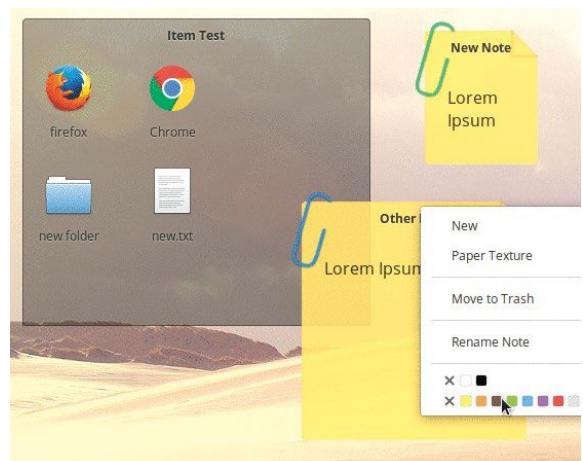 Item Test
firefox
Chrome
new folder
new.txt
New Note
Lorem
Ipsum
Other
Lorem Ipsum
New
Paper Texture
Move to Trash
Rename Note